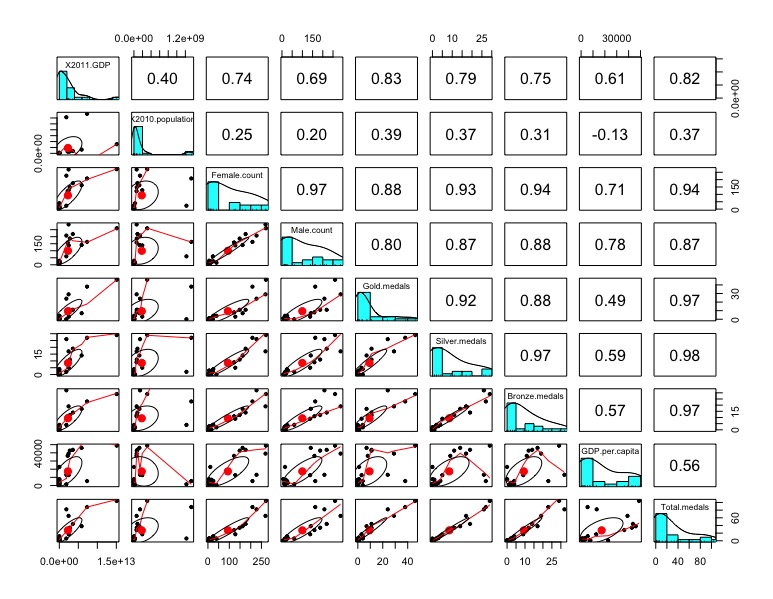 0.0e+00 1.2e+09 0 150 0 10 25 0 30000
X2011.GDP 0.40 0.74 0.69 0.83 0.79 0.75 0.61 0.82 0.0e+00
0.0e+00 X2010.population 0.25 0.20 0.39 0.37 0.31 -0.13 0.37
Female.count 0.97 0.88 0.93 0.94 0.71 0.94 0 150
0 150 Male.count 0.80 0.87 0.88 0.78 0.87
Gold.medals 0.92 0.88 0.49 0.97 0 30
0 15 Silver.medals 0.97 0.59 0.98
Bronze.medals 0.57 0.97 0 15
0 40000 GDP.per.capita 0.56
Total.medals 0 60
0.0e+00 1.5e+13 0 100 250 0 20 40 0 10 25 0 40 80